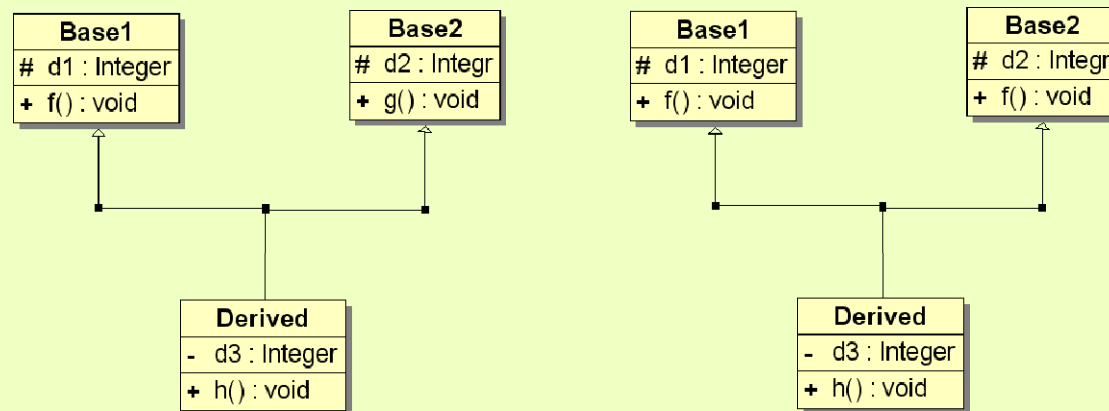 Base1
# d1 : Integer
+ f() : void
Base2
# d2 : Integr
+ g() : void
Derived
- d3 : Integer
+ h() : void
Base1
# d1 : Integer
+ f() : void
Base2
# d2 : Integr
+ f() : void
Derived
- d3 : Integer
+ h() : void